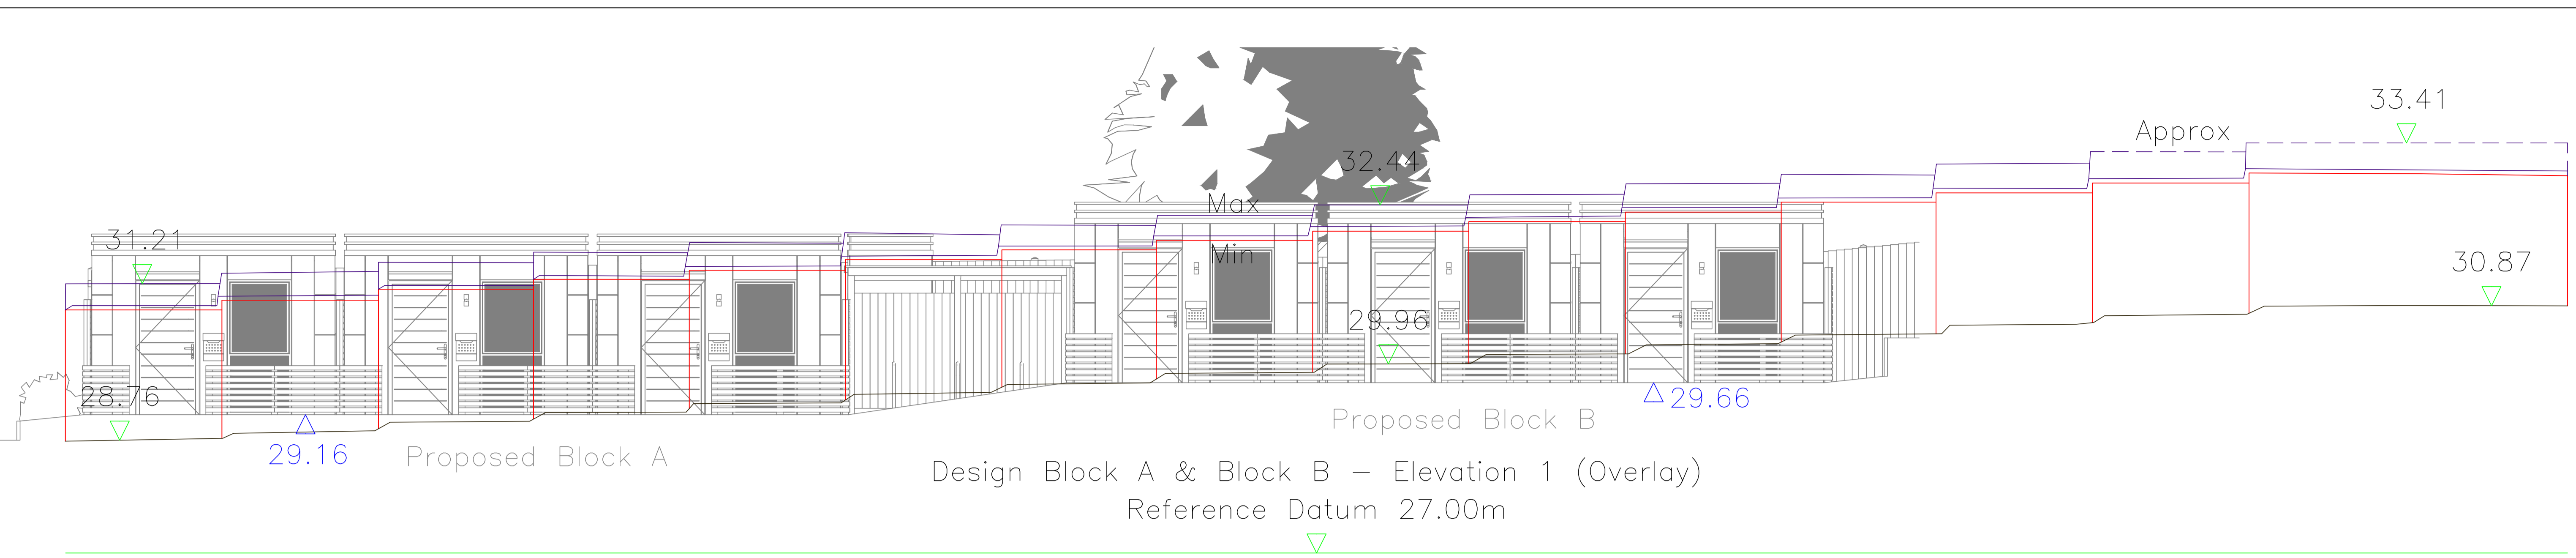 33.41
Approx
32.44
Max
31.21
Min
30.87
29.96
28.76
29.66
Proposed Block B
29.16
Proposed Block A
Design Block A & Block B - Elevation 1 (Overlay)
Reference Datum 27.00m